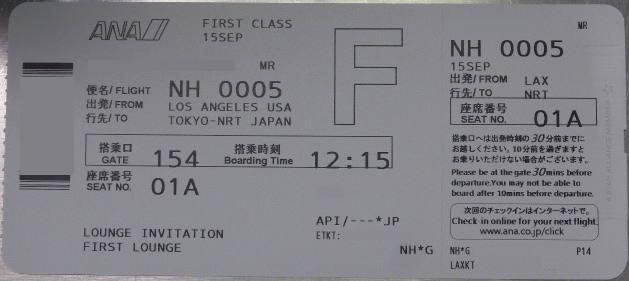 ANA
FIRST CLASS
15SEP
F
MR
便名/ FLIGHT NH 0005
出発/ FROM LOS ANGELES USA
行先/ TO TOKYO-NRT JAPAN
搭乗口 搭乗時刻
GATE 154 Boarding Time 12:15
座席番号
SEAT NO. 01A
API/---*JP
LOUNGE INVITATION
ETKT:
FIRST LOUNGE
NH*G
MR
NH 0005
15SEP
出発/ FROM LAX
行先/ TO NRT
座席番号
SEAT NO. 01A
搭乗口へは出発時刻の30分前までに
お越しください。10分前を過ぎますと
お乗りいただけない場合がございます。
Please be at the gate 30 mins before
departure.You may not be able to
board after 10mins before departure.
次回のチェックインはインターネットで。
Check-in online for your next flight.
www.ana.co.jp/click
NH*G P14
LAXKT